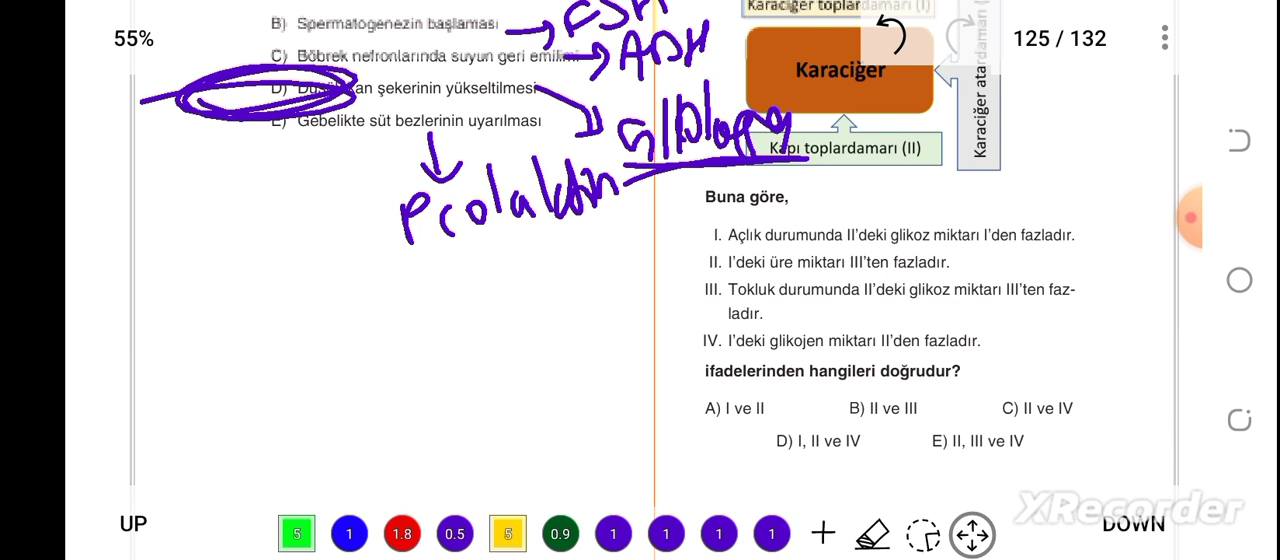 55%
B) Spermatogenezin başlaması
FSH
C) Böbrek nefronlarında suyun geri emilimi
ADH
D) Düşük kan şekerinin yükseltilmesi
E) Gebelikte süt bezlerinin uyarılması
Prolaktin
Karaciğer toplardamarı (I)
Karaciğer
Karaciğer atardamarı (
Kapı toplardamarı (II)
125 / 132
Buna göre,
I. Açlık durumunda II’deki glikoz miktarı I’den fazladır.
II. I’deki üre miktarı III’ten fazladır.
III. Tokluk durumunda II’deki glikoz miktarı III’ten faz-
ladır.
IV. I’deki glikojen miktarı II’den fazladır.
ifadelerinden hangileri doğrudur?
A) I ve II B) II ve III C) II ve IV
D) I, II ve IV E) II, III ve IV
UP
5 1 1.8 0.5 5 0.9 1 1 1 1
XRecorder
DOWN